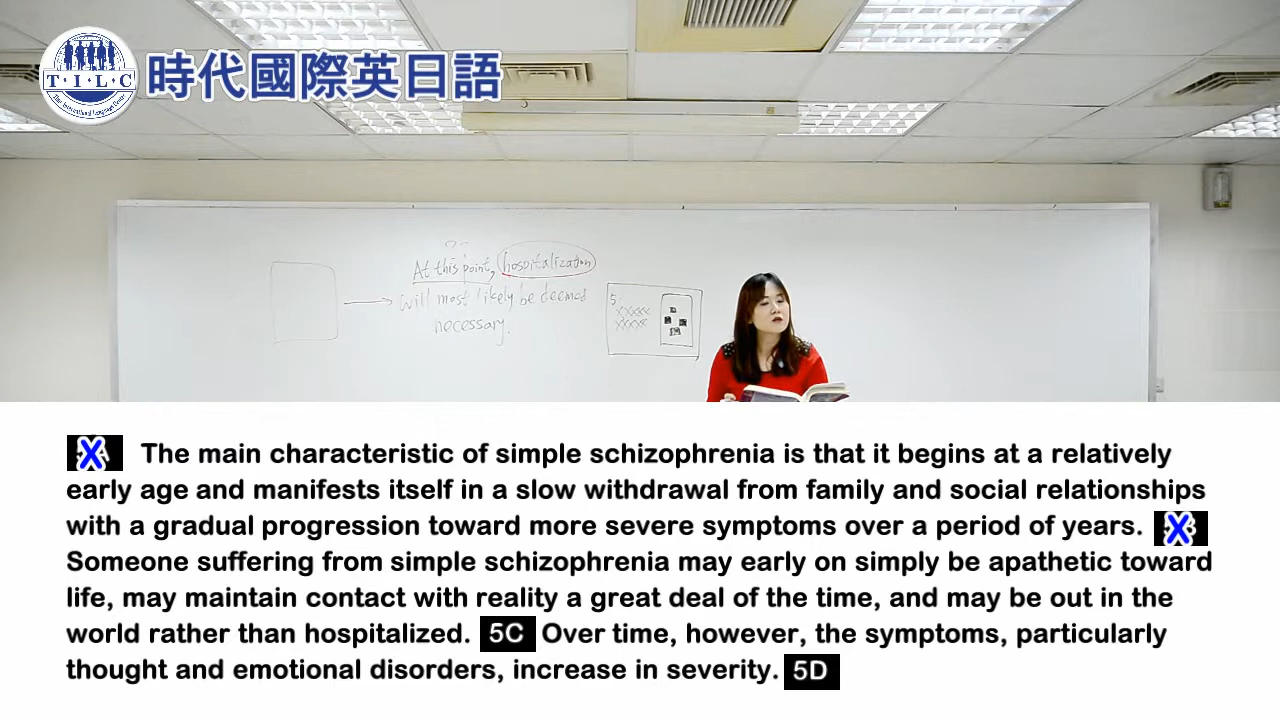 T·I·L·C
時代國際英日語
At this point, hospitalization
will most likely be deemed
necessary.
5.
xxxxx
xxxx
X The main characteristic of simple schizophrenia is that it begins at a relatively
early age and manifests itself in a slow withdrawal from family and social relationships
with a gradual progression toward more severe symptoms over a period of years. X
Someone suffering from simple schizophrenia may early on simply be apathetic toward
life, may maintain contact with reality a great deal of the time, and may be out in the
world rather than hospitalized. 5C Over time, however, the symptoms, particularly
thought and emotional disorders, increase in severity. 5D